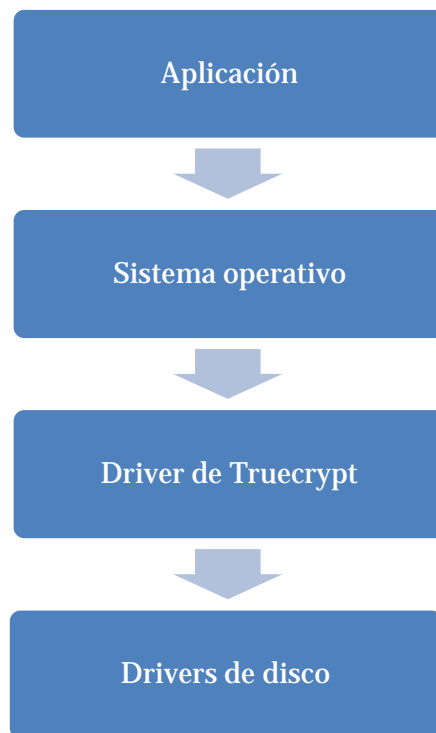 Aplicación
Sistema operativo
Driver de Truecrypt
Drivers de disco